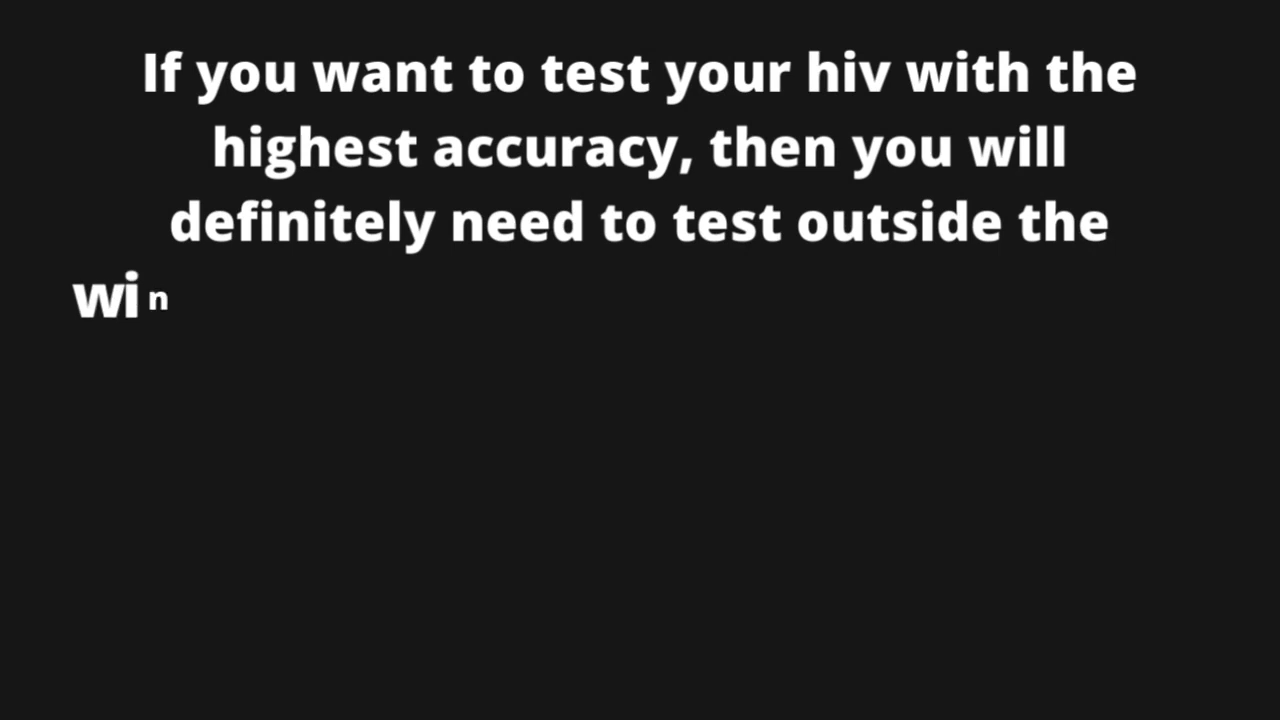 If you want to test your hiv with the
highest accuracy, then you will
definitely need to test outside the
win